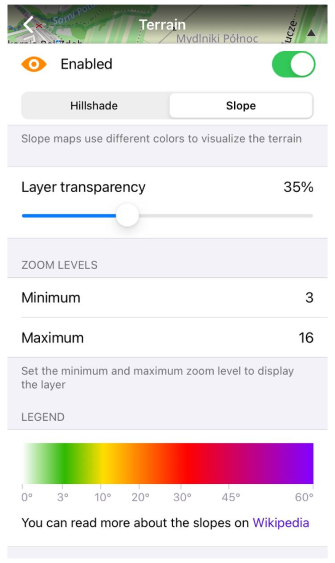 Terrain
Mydlniki Północ
Enabled
Hillshade
Slope
Slope maps use different colors to visualize the terrain
Layer transparency
35%
ZOOM LEVELS
Minimum
3
Maximum
16
Set the minimum and maximum zoom level to display
the layer
LEGEND
0° 3° 10° 20° 30° 45° 60°
You can read more about the slopes on Wikipedia